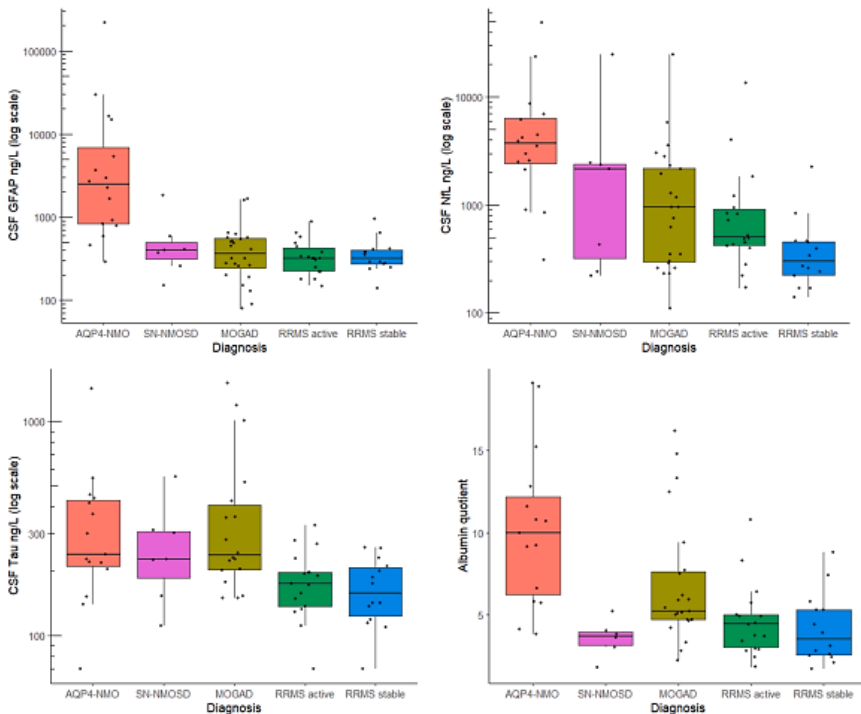 CSF GFAP ng/L (log scale)
100000
10000
1000
100
AQP4-NMO SN-NMOSD MOGAD RRMS active RRMS stable
Diagnosis
CSF NfL ng/L (log scale)
10000
1000
100
AQP4-NMO SN-NMOSD MOGAD RRMS active RRMS stable
Diagnosis
CSF Tau ng/L (log scale)
1000
300
100
AQP4-NMO SN-NMOSD MOGAD RRMS active RRMS stable
Diagnosis
Albumin quotient
15
10
5
AQP4-NMO SN-NMOSD MOGAD RRMS active RRMS stable
Diagnosis